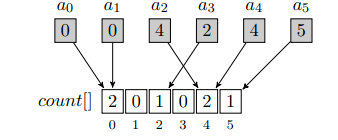 a₀ a₁ a₂ a₃ a₄ a₅
0 0 4 2 4 5
count[] 2 0 1 0 2 1
0 1 2 3 4 5